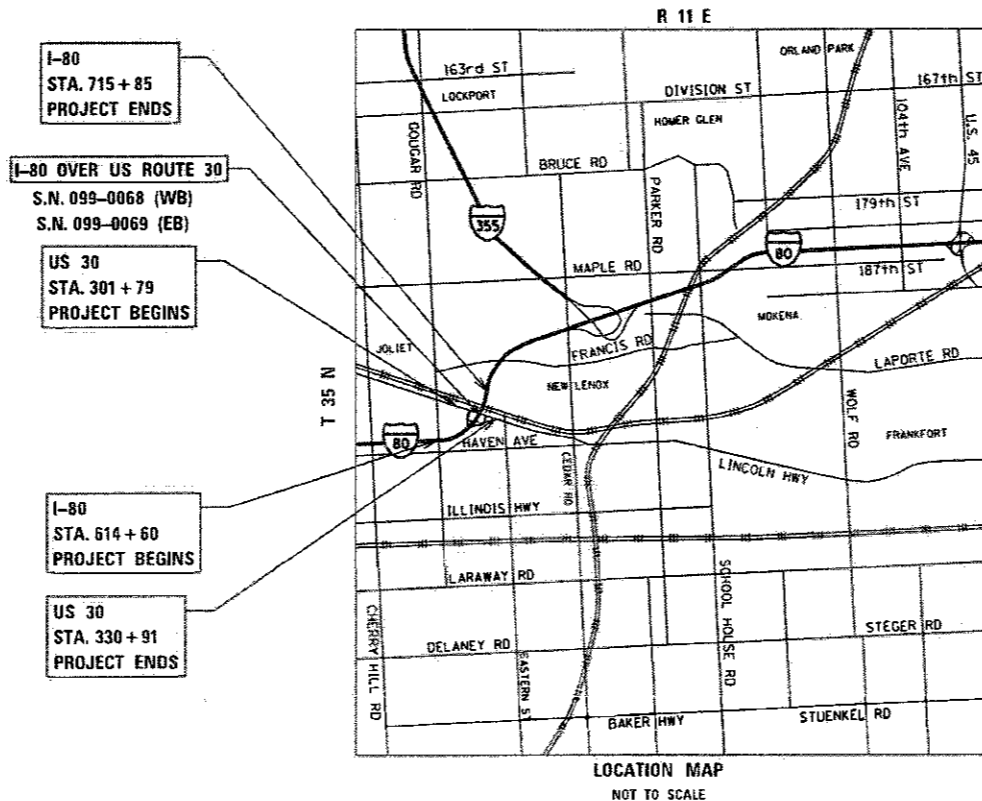 R 11 E
I-80
STA. 715 + 85
PROJECT ENDS
I-80 OVER US ROUTE 30
S.N. 099-0068 (WB)
S.N. 099-0069 (EB)
US 30
STA. 301 + 79
PROJECT BEGINS
I-80
STA. 614 + 60
PROJECT BEGINS
US 30
STA. 330 + 91
PROJECT ENDS
T 35 N
ORLAND PARK
163rd ST
LOCKPORT
DIVISION ST
167th ST
HOMER GLEN
104th AVE
U.S. 45
GOUGAR RD
BRUCE RD
PARKER RD
179th ST
355
80
MAPLE RD
187th ST
MOKENA
JOLIET
FRANCIS RD
LAPORTE RD
NEW LENOX
WOLF RD
80
HAVEN AVE
FRANKFORT
CEDAR RD
LINCOLN HWY
ILLINOIS HWY
LARAWAY RD
SCHOOL HOUSE RD
CHERRY HILL RD
DELANEY RD
STEGER RD
EASTERN ST
BAKER HWY
STUENKEL RD
LOCATION MAP
NOT TO SCALE